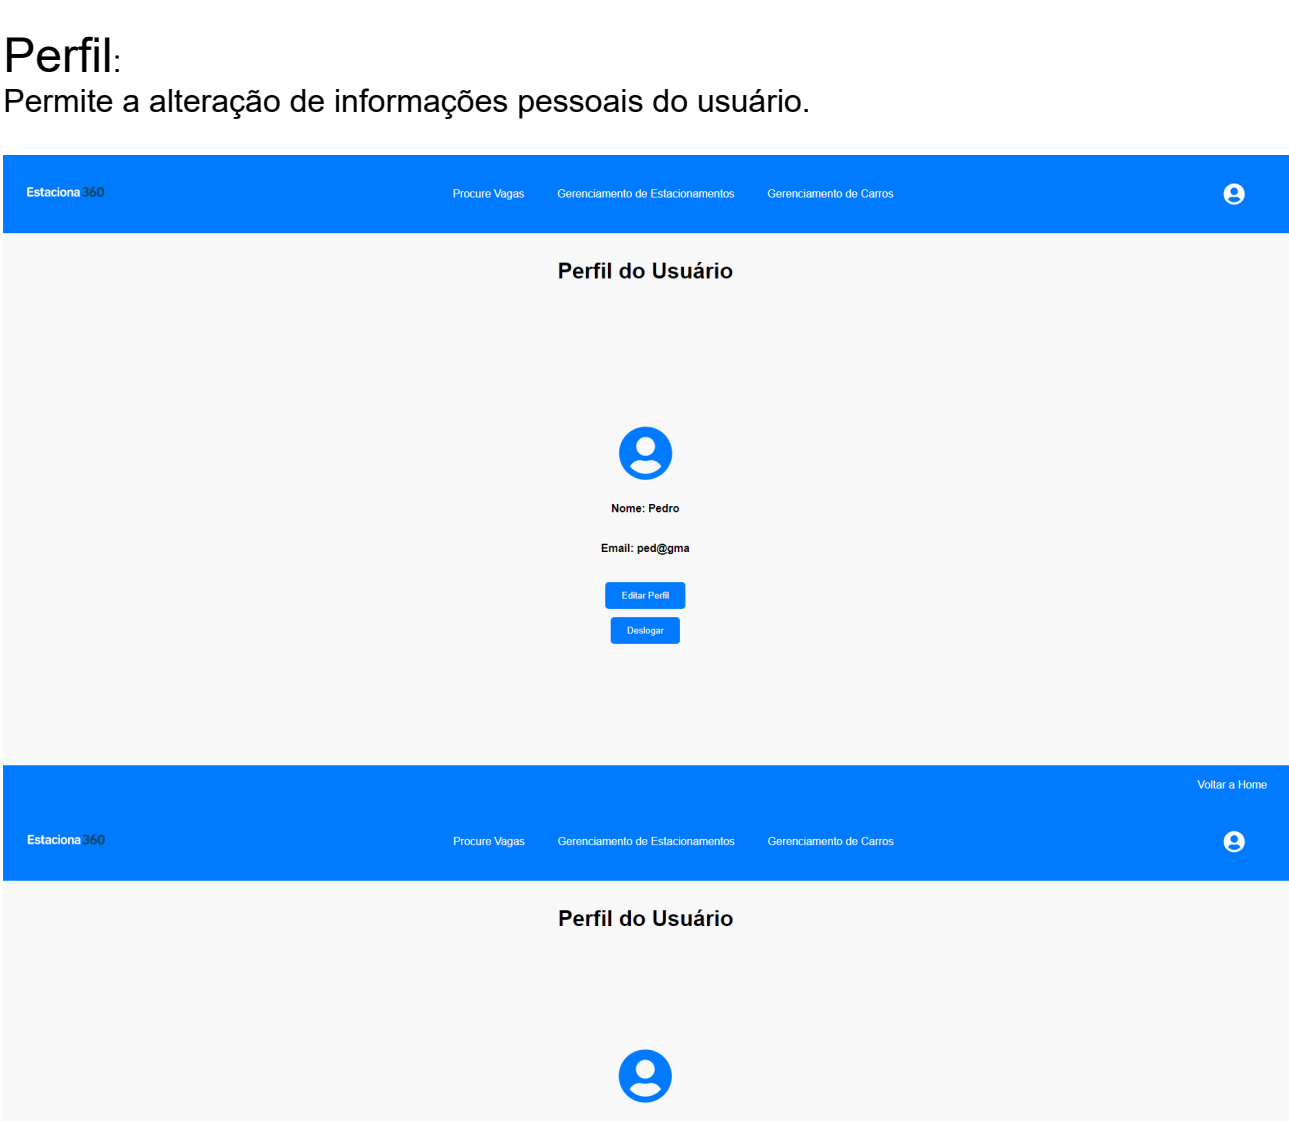 Perfil:
Permite a alteração de informações pessoais do usuário.
Estaciona 360
Procure Vagas
Gerenciamento de Estacionamentos
Gerenciamento de Carros
Perfil do Usuário
Nome: Pedro
Email: ped@gma
Editar Perfil
Deslogar
Voltar a Home
Estaciona 360
Procure Vagas
Gerenciamento de Estacionamentos
Gerenciamento de Carros
Perfil do Usuário